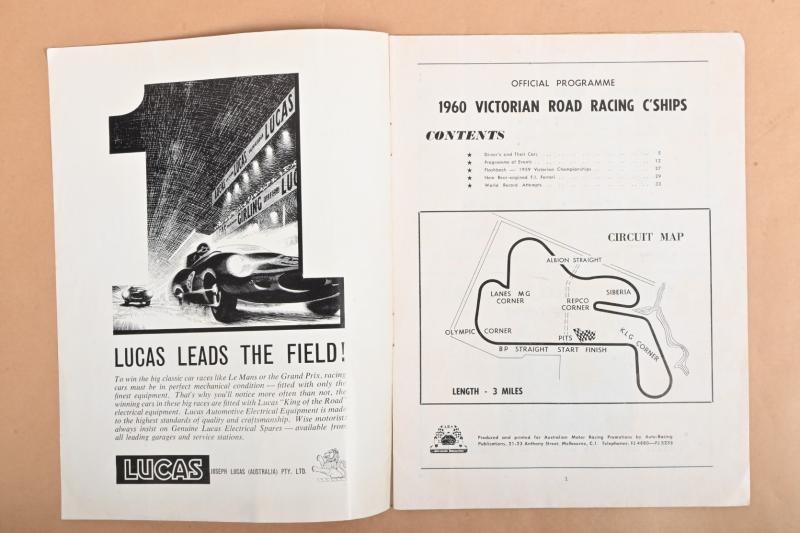 LUCAS
LUCAS
LUCAS
GIRLING
LUC
LUCAS LEADS THE FIELD!
To win the big classic car races like Le Mans or the Grand Prix, racing
cars must be in perfect mechanical condition — fitted with only the
finest equipment. That's why you'll notice more often than not, the
winning cars in these big races are fitted with Lucas "King of the Road"
electrical equipment. Lucas Automotive Electrical Equipment is made
to the highest standards of quality and craftsmanship. Wise motorists
always insist on Genuine Lucas Electrical Spares — available from
all leading garages and service stations.
LUCAS
JOSEPH LUCAS (AUSTRALIA) PTY. LTD.
OFFICIAL PROGRAMME
1960 VICTORIAN ROAD RACING C'SHIPS
CONTENTS
★ Drivers and Their Cars
★ Programme of Events 12
★ Flashback — 1959 Victorian Championships 27
★ New Rear-engined F.I. Ferrari 29
★ World Record Attempts
CIRCUIT MAP
ALBION STRAIGHT
LANES MG
CORNER
REPCO
CORNER
SIBERIA
OLYMPIC CORNER
PITS
K.L.G CORNER
B.P STRAIGHT START FINISH
LENGTH - 3 MILES
Produced and printed for Australian Motor Racing Promotions by Auto-Racing
Publications, 21-23 Anthony Street, Melbourne, C.I. Telephones:
1